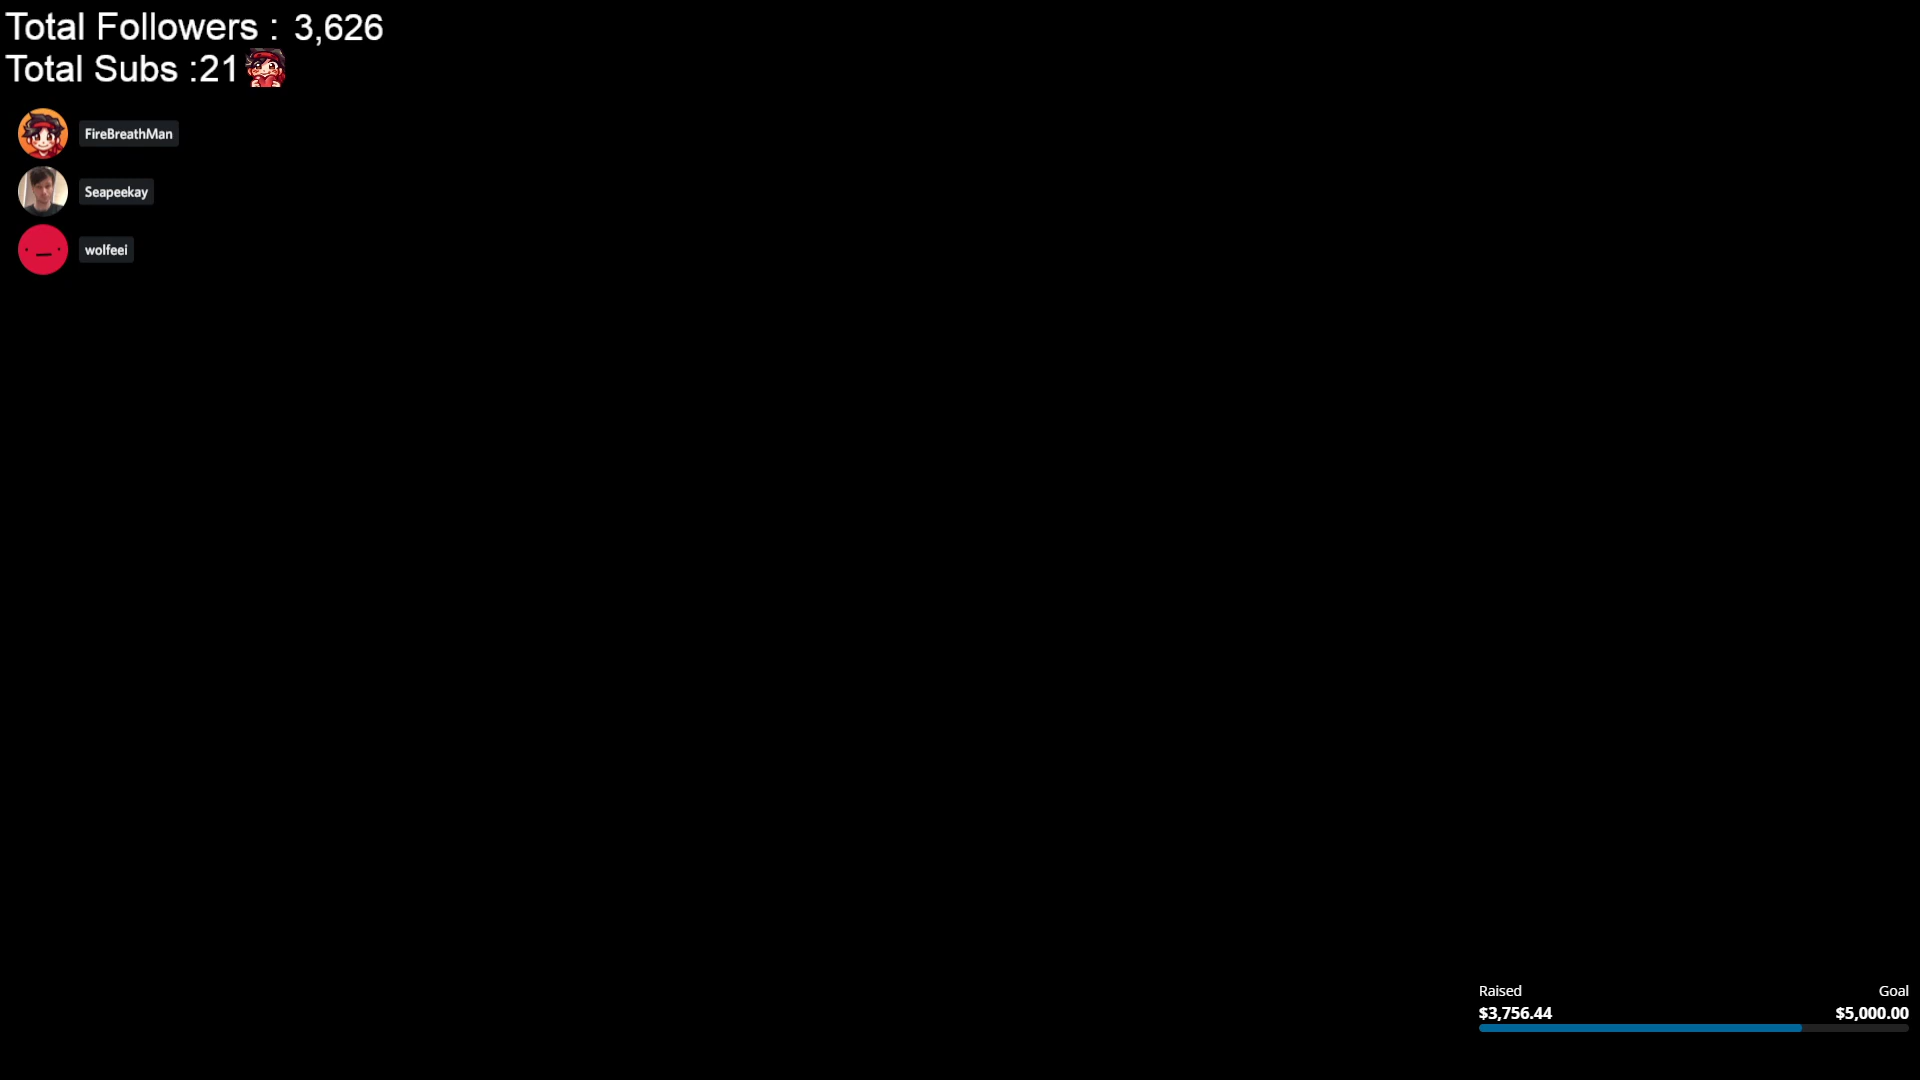 Total Followers : 3,626
Total Subs :21
FireBreathMan
Seapeekay
wolfeei
Raised Goal
$3,756.44 $5,000.00